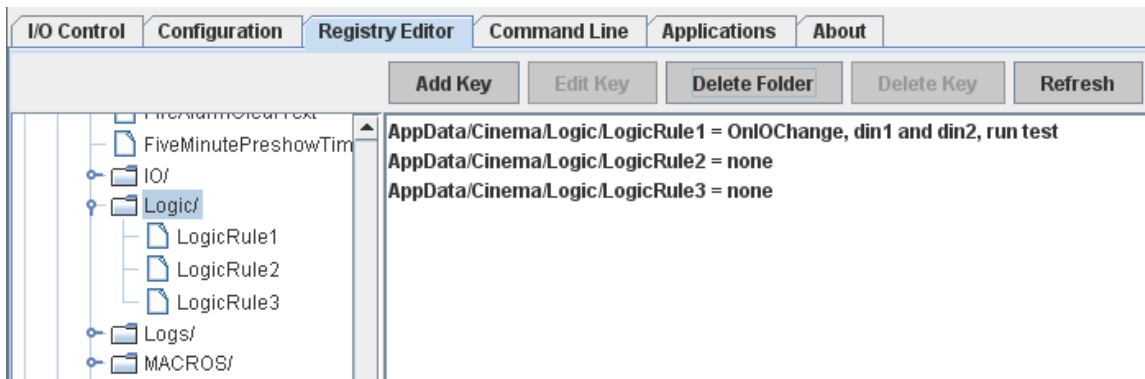 I/O Control Configuration Registry Editor Command Line Applications About
Add Key Edit Key Delete Folder Delete Key Refresh
FiveMinutePreshowTim
IO/
Logic/
LogicRule1
LogicRule2
LogicRule3
Logs/
MACROS/
AppData/Cinema/Logic/LogicRule1 = OnIOChange, din1 and din2, run test
AppData/Cinema/Logic/LogicRule2 = none
AppData/Cinema/Logic/LogicRule3 = none